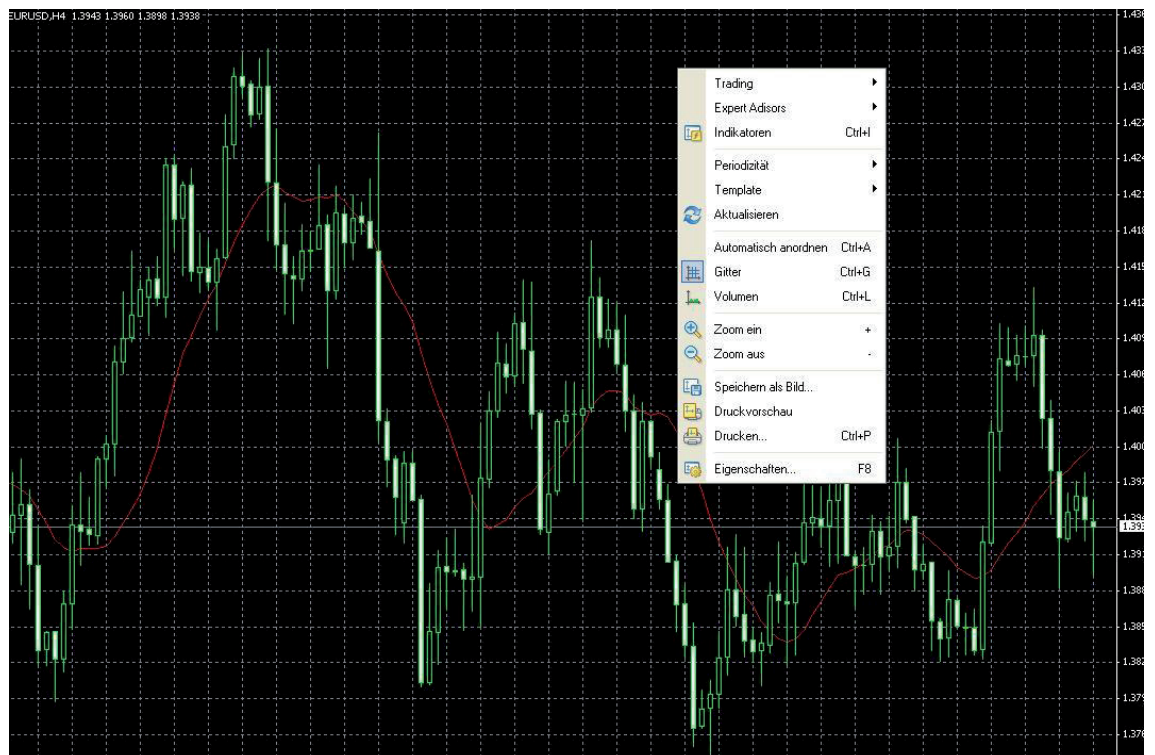 EURUSD,H4 1.3943 1.3960 1.3898 1.3938
Trading
Expert Adisors
Indikatoren Ctrl+I
Periodizität
Template
Aktualisieren
Automatisch anordnen Ctrl+A
Gitter Ctrl+G
Volumen Ctrl+L
Zoom ein +
Zoom aus -
Speichern als Bild...
Druckvorschau
Drucken... Ctrl+P
Eigenschaften... F8